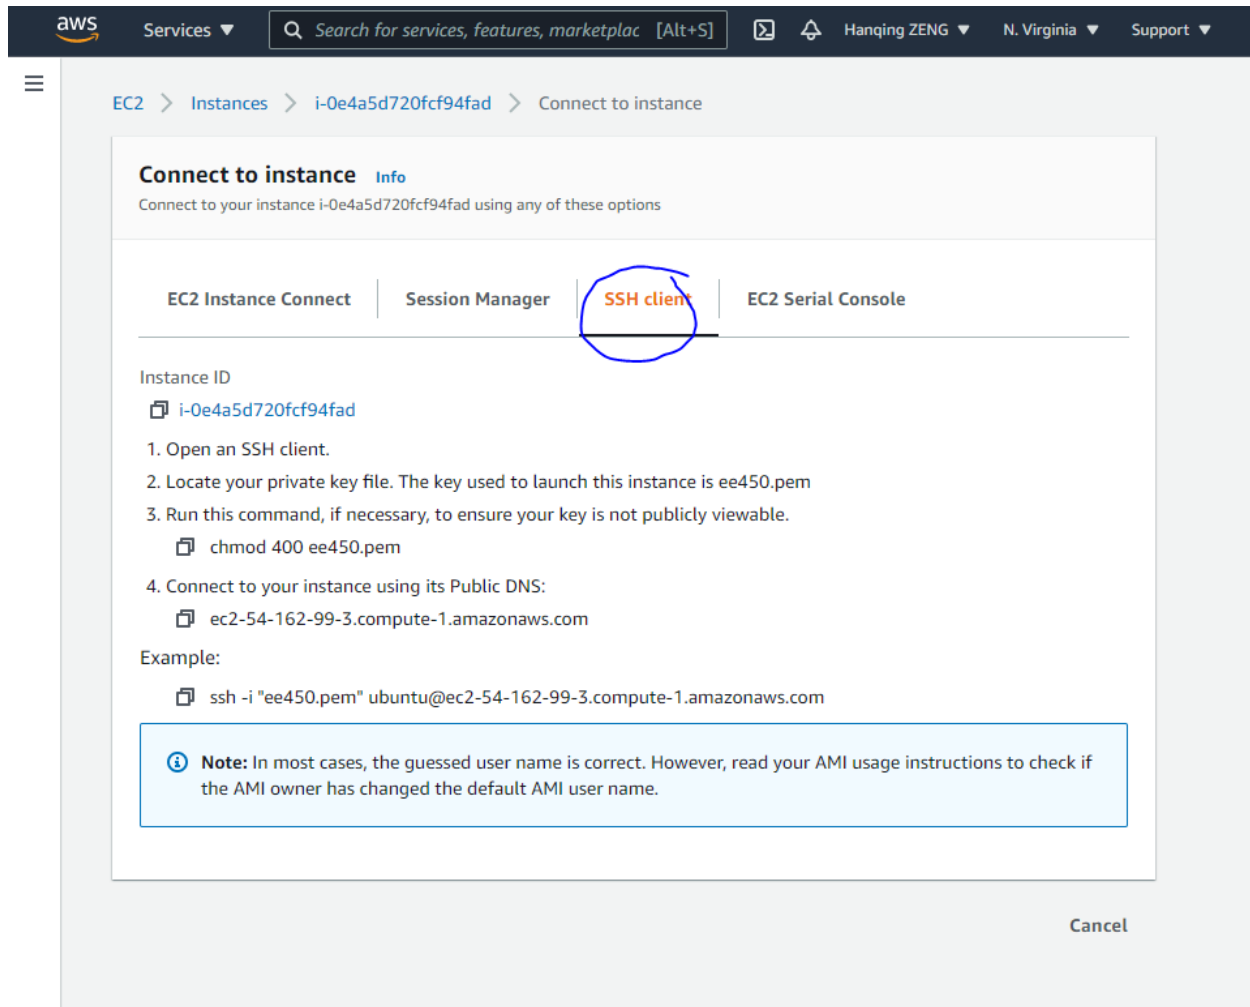 aws Services ▼ Search for services, features, marketplac [Alt+S] Hanqing ZENG ▼ N. Virginia ▼ Support ▼
EC2 > Instances > i-0e4a5d720fcf94fad > Connect to instance
Connect to instance Info
Connect to your instance i-0e4a5d720fcf94fad using any of these options
EC2 Instance Connect Session Manager SSH client EC2 Serial Console
Instance ID
i-0e4a5d720fcf94fad
1. Open an SSH client.
2. Locate your private key file. The key used to launch this instance is ee450.pem
3. Run this command, if necessary, to ensure your key is not publicly viewable.
chmod 400 ee450.pem
4. Connect to your instance using its Public DNS:
ec2-54-162-99-3.compute-1.amazonaws.com
Example:
ssh -i "ee450.pem" ubuntu@ec2-54-162-99-3.compute-1.amazonaws.com
Note: In most cases, the guessed user name is correct. However, read your AMI usage instructions to check if
the AMI owner has changed the default AMI user name.
Cancel